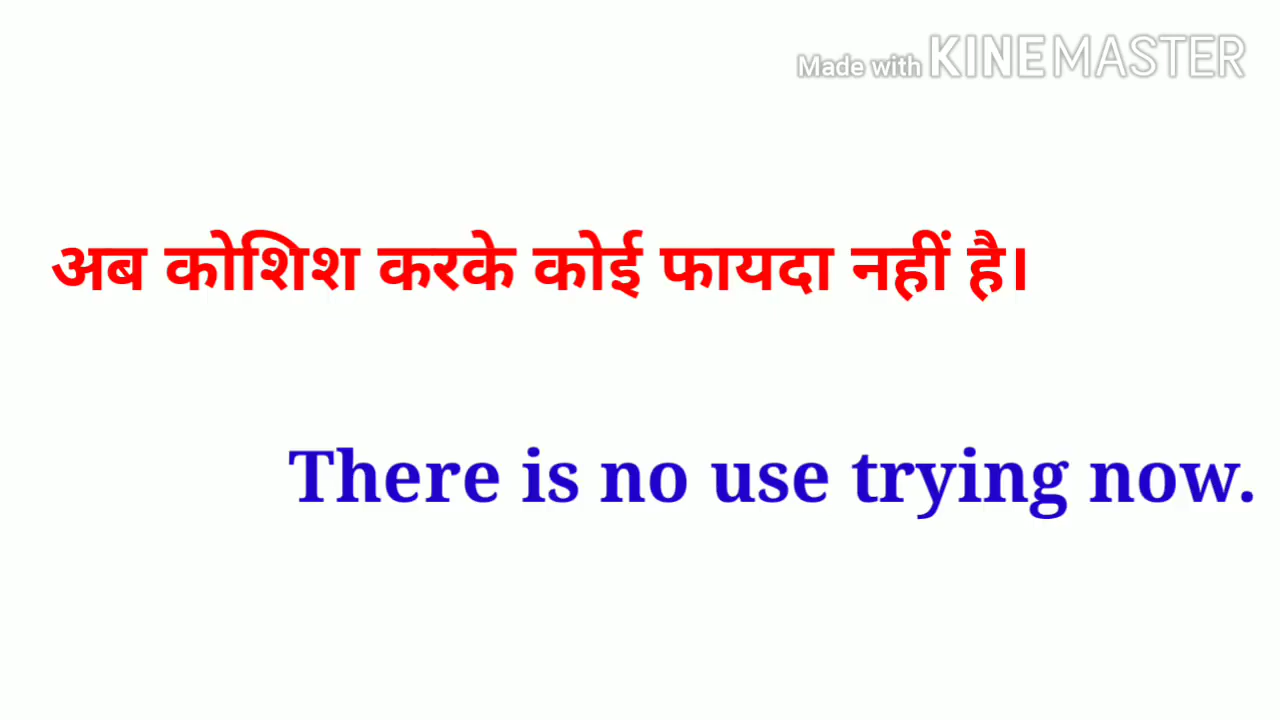 Made with KINEMASTER
अब कोशिश करके कोई फायदा नहीं है।
There is no use trying now.